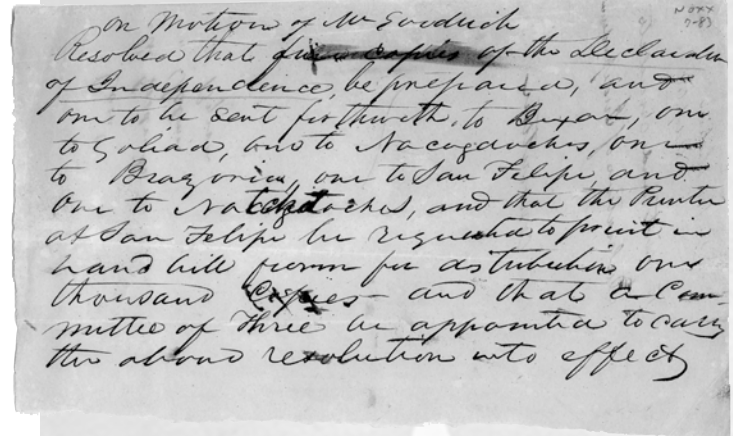 NOXX
7-83
on Motion of Mr Goodrich
Resolved that five copies of the Declaration
of Independence, be prepared, and
one to be sent forthwith, to Bexar, one
to Goliad, one to Nacogdoches, one
to Brazoria, one to San Felipe, and
one to Natchitoches, and that the Printer
at San Felipe be requested to print in
hand bill form for distribution one
thousand Copies - and that a Com-
mittee of three be appointed to carry
the above resolution into effect